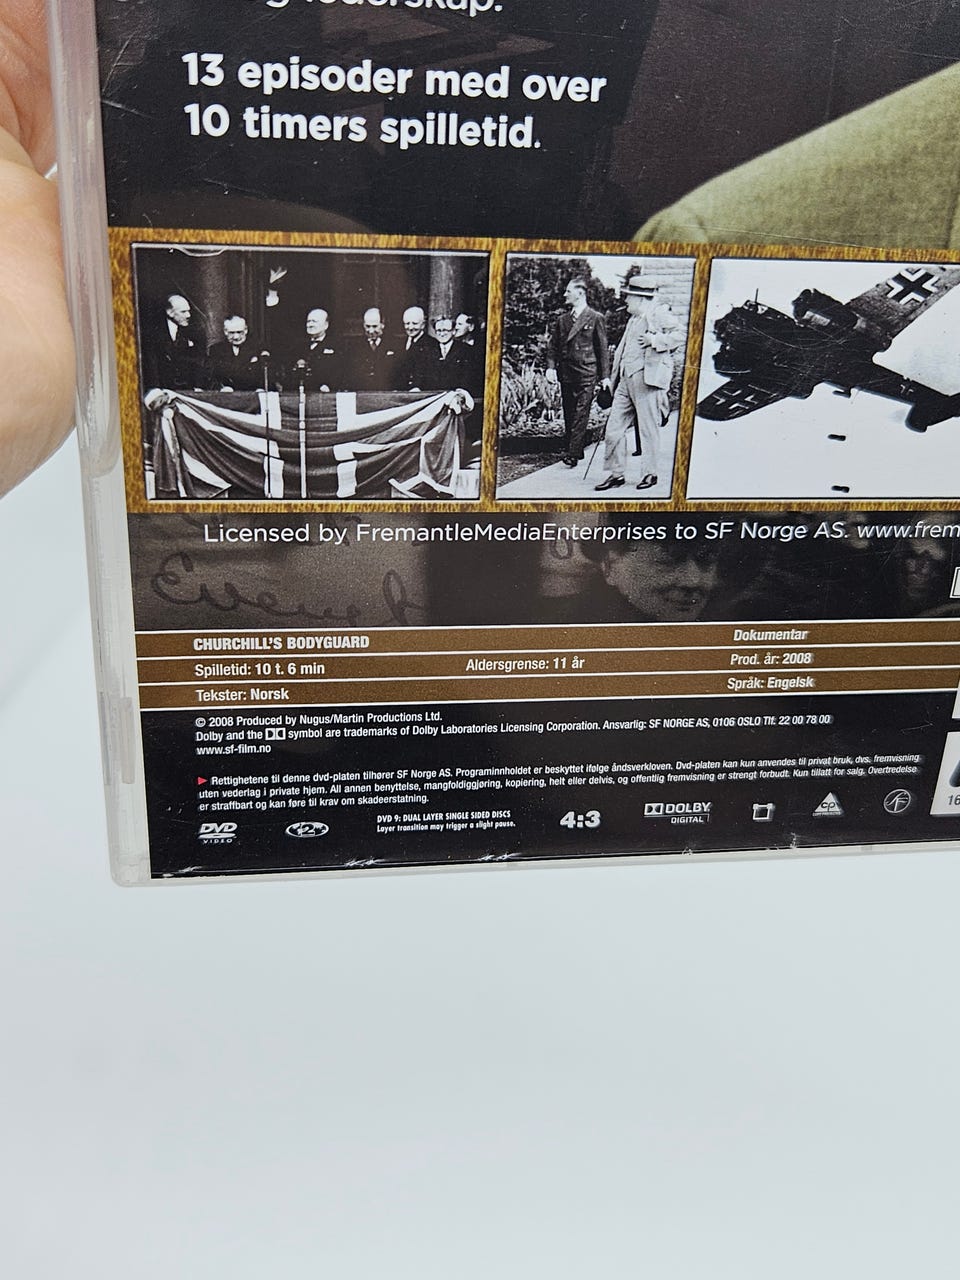 13 episoder med over
10 timers spilletid.
Licensed by FremantleMediaEnterprises to SF Norge AS. www.frem
CHURCHILL'S BODYGUARD
Dokumentar
Spilletid: 10 t. 6 min
Aldersgrense: 11 år
Prod. år: 2008
Tekster: Norsk
Språk: Engelsk
© 2008 Produced by Nugus/Martin Productions Ltd.
Dolby and the symbol are trademarks of Dolby Laboratories Licensing Corporation. Ansvarlig: SF NORGE AS, 0106 OSLO Tlf: 22 00 78 00
www.sf-film.no
Rettighetene til denne dvd-platen tilhører SF Norge AS. Programinnholdet er beskyttet ifølge åndsverkloven. Dvd-platen kan kun anvendes til privat bruk, dvs. fremvisning
uten vederlag i private hjem. All annen benyttelse, mangfoldiggjøring, kopiering, helt eller delvis, og offentlig fremvisning er strengt forbudt. Kun tillatt for salg. Overtredelse
er straffbart og kan føre til krav om skadeerstatning.
DVD
VIDEO
2
DVD 9: DUAL LAYER SINGLE SIDED DISCS
Layer transition may trigger a slight pause.
4:3
DOLBY
DIGITAL
CP
16